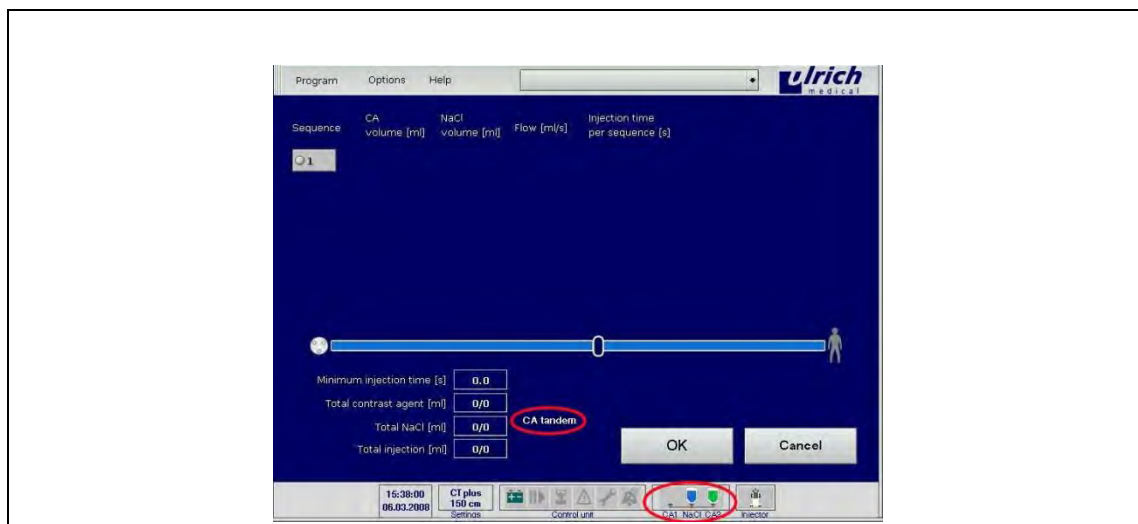 Program Options Help
ulrich
medical
Sequence CA volume [ml] NaCl volume [ml] Flow [ml/s] Injection time per sequence [s]
1
Minimum injection time [s] 0.0
Total contrast agent [ml] 0/0
CA tandem
Total NaCl [ml] 0/0
Total injection [ml] 0/0
OK Cancel
15:38:00 CT plus
06.03.2008 150 cm
Settings Control unit CA1 NaCl CA2 Injector